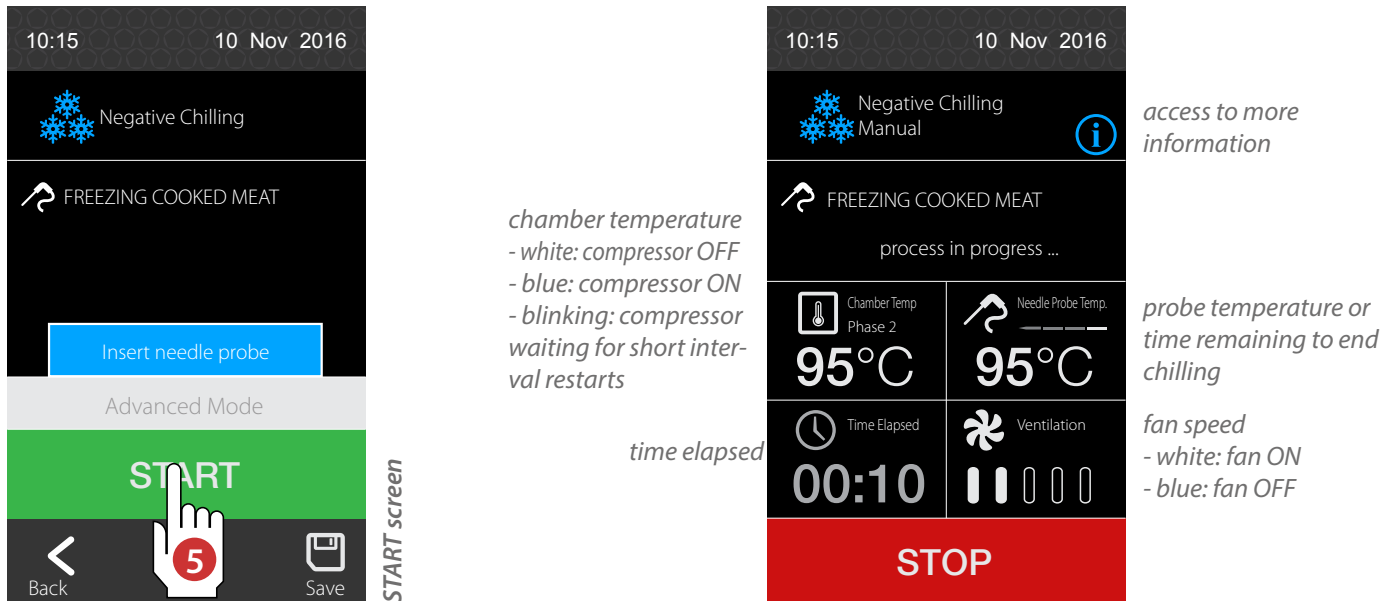 10:15 10 Nov 2016
Negative Chilling
FREEZING COOKED MEAT
Insert needle probe
Advanced Mode
START
5
Back
Save
START screen
chamber temperature
- white: compressor OFF
- blue: compressor ON
- blinking: compressor
waiting for short inter-
val restarts
time elapsed
10:15 10 Nov 2016
Negative Chilling
Manual
i
FREEZING COOKED MEAT
process in progress ...
Chamber Temp
Phase 2
95°C
Needle Probe Temp.
95°C
Time Elapsed
00:10
Ventilation
STOP
access to more
information
probe temperature or
time remaining to end
chilling
fan speed
- white: fan ON
- blue: fan OFF